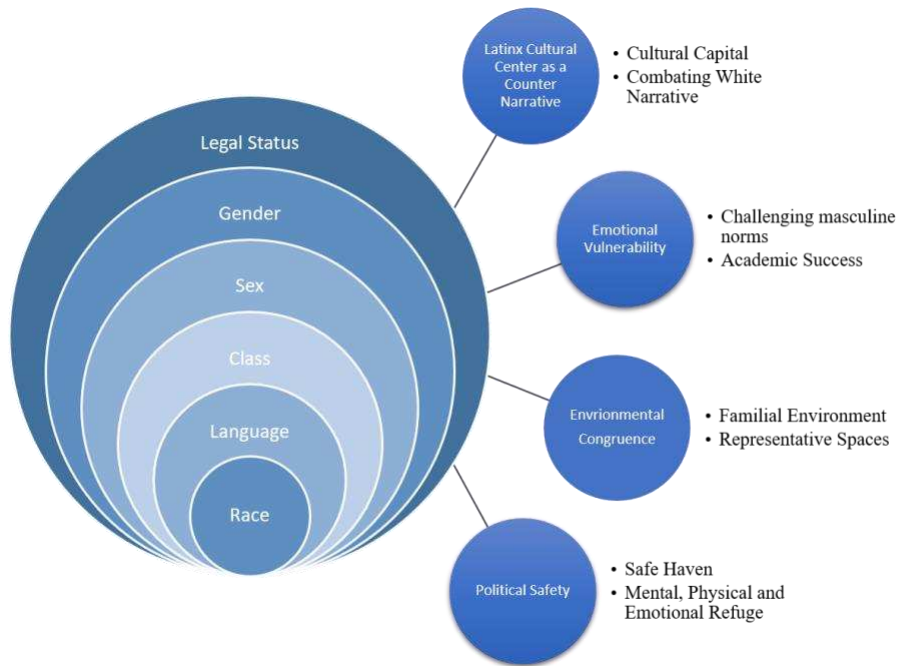 Legal Status
Gender
Sex
Class
Language
Race
Latinx Cultural
Center as a
Counter
Narrative
• Cultural Capital
• Combating White
Narrative
Emotional
Vulnerability
• Challenging masculine
norms
• Academic Success
Envrionmental
Congruence
• Familial Environment
• Representative Spaces
Political Safety
• Safe Haven
• Mental, Physical and
Emotional Refuge